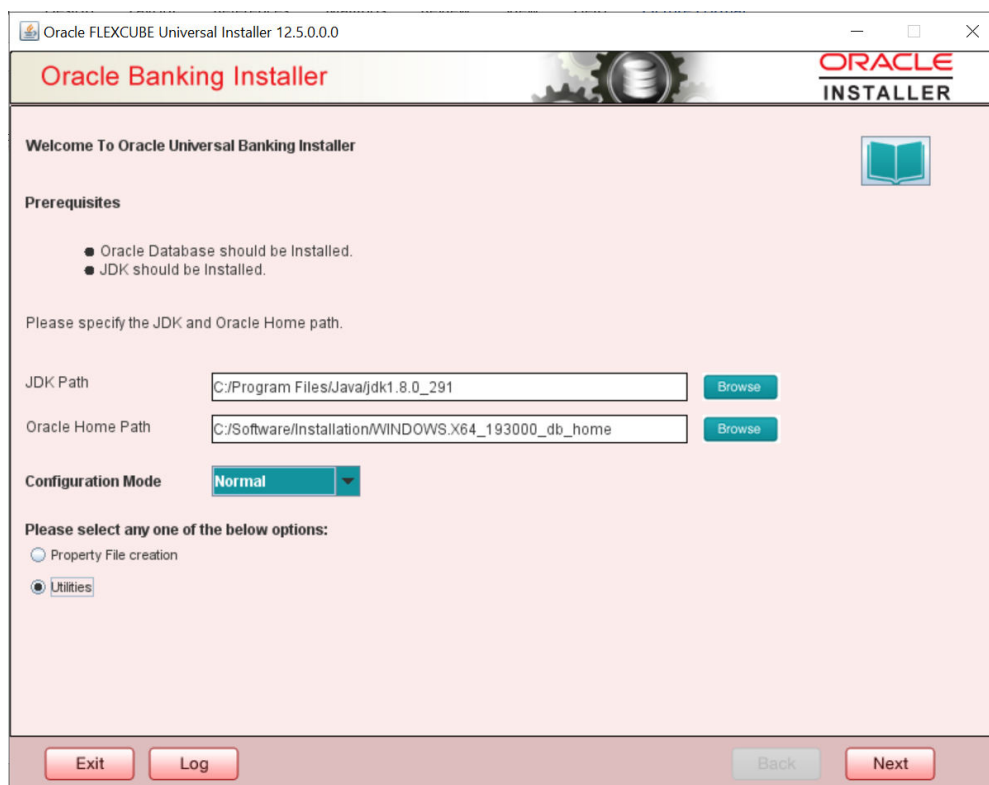 Oracle FLEXCUBE Universal Installer 12.5.0.0.0
Oracle Banking Installer
ORACLE
INSTALLER
Welcome To Oracle Universal Banking Installer
Prerequisites
Oracle Database should be Installed.
JDK should be Installed.
Please specify the JDK and Oracle Home path.
JDK Path
C:/Program Files/Java/jdk1.8.0_291
Browse
Oracle Home Path
C:/Software/Installation/WINDOWS.X64_193000_db_home
Browse
Configuration Mode
Normal
Please select any one of the below options:
Property File creation
Utilities
Exit
Log
Back
Next